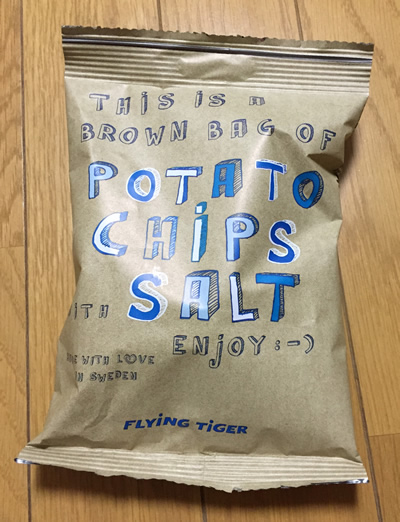 THiS iS A
BROWN BAG OF
POTATO
CHiPS
WiTH SALT
ENjOY :-)
MADE WITH LOVE
IN SWEDEN
FLYiNG TiGER